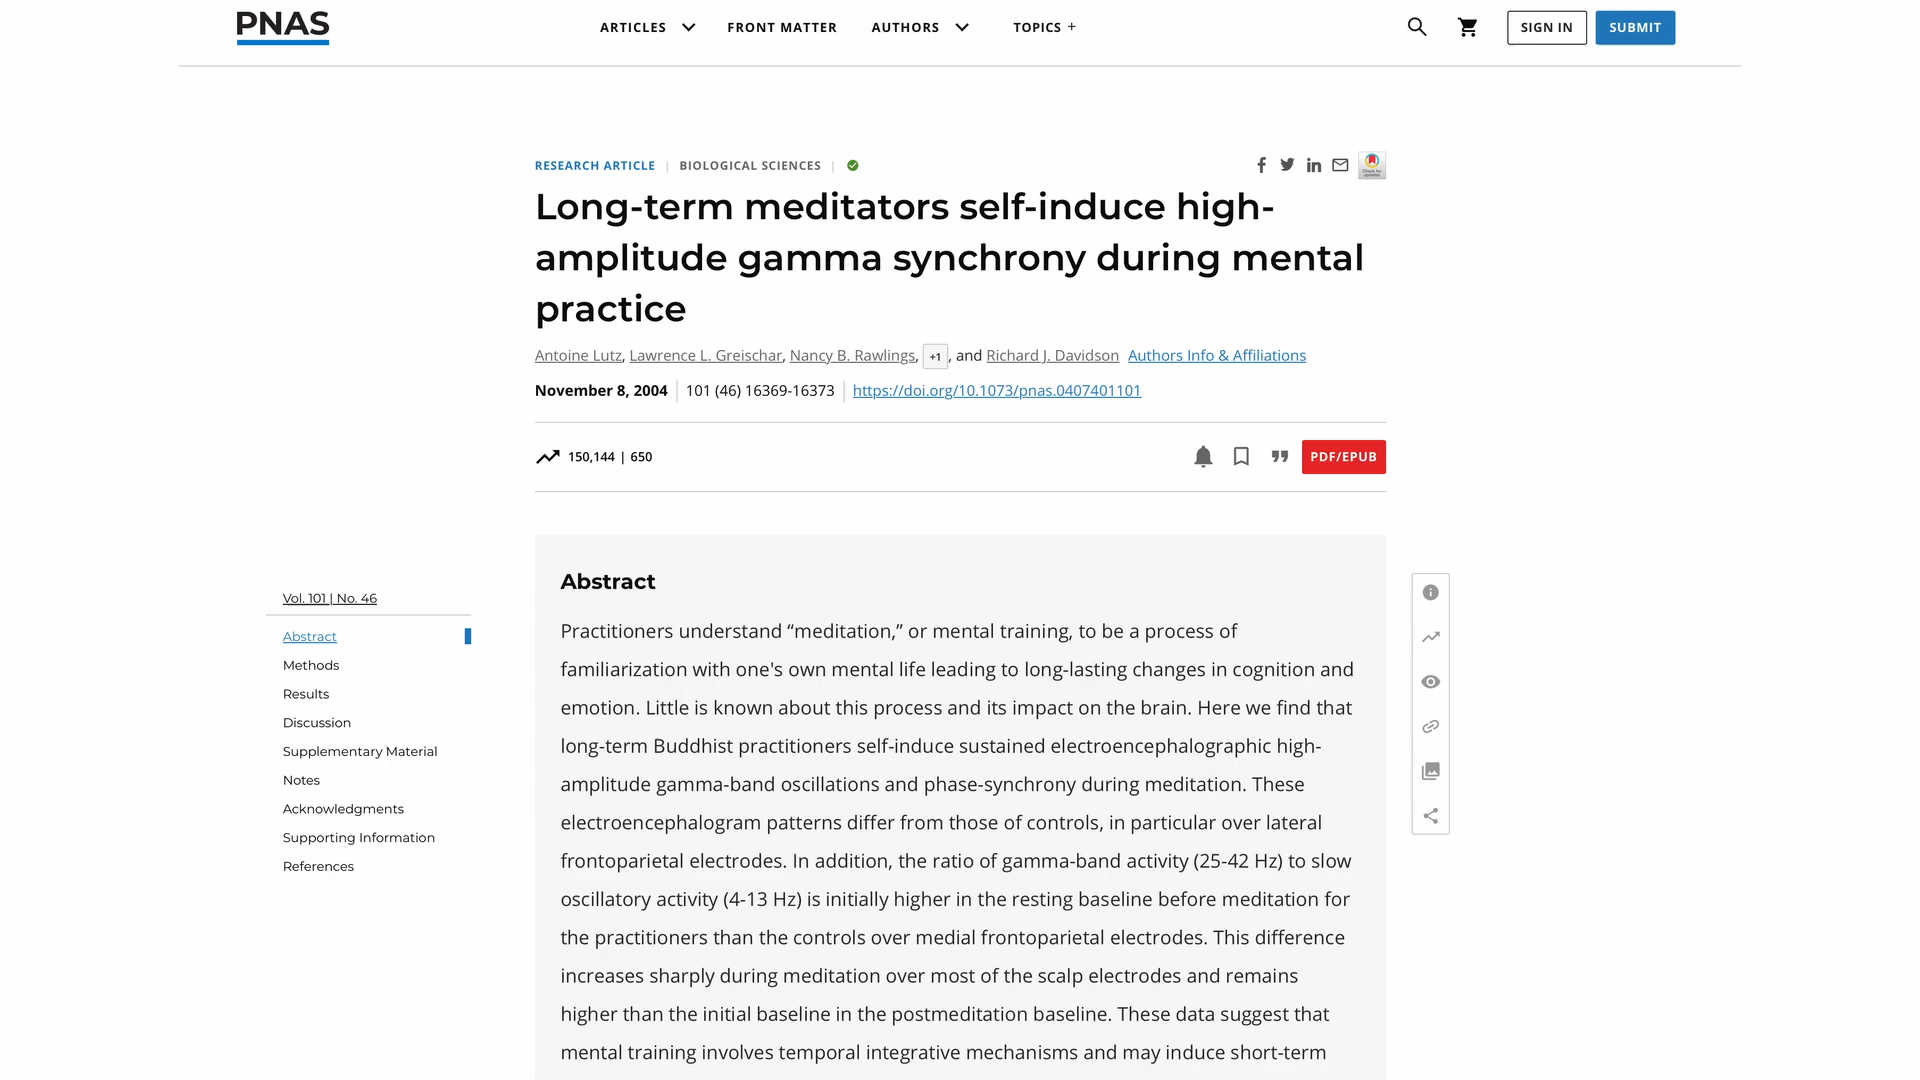 PNAS
ARTICLES
FRONT MATTER
AUTHORS
TOPICS +
SIGN IN
SUBMIT
RESEARCH ARTICLE | BIOLOGICAL SCIENCES |
Check for updates
Long-term meditators self-induce high-
amplitude gamma synchrony during mental
practice
Antoine Lutz, Lawrence L. Greischar, Nancy B. Rawlings, +1 , and Richard J. Davidson Authors Info & Affiliations
November 8, 2004 | 101 (46) 16369-16373 | https://doi.org/10.1073/pnas.0407401101
150,144 | 650
PDF/EPUB
Vol. 101 | No. 46
Abstract
Methods
Results
Discussion
Supplementary Material
Notes
Acknowledgments
Supporting Information
References
Abstract
Practitioners understand “meditation,” or mental training, to be a process of
familiarization with one's own mental life leading to long-lasting changes in cognition and
emotion. Little is known about this process and its impact on the brain. Here we find that
long-term Buddhist practitioners self-induce sustained electroencephalographic high-
amplitude gamma-band oscillations and phase-synchrony during meditation. These
electroencephalogram patterns differ from those of controls, in particular over lateral
frontoparietal electrodes. In addition, the ratio of gamma-band activity (25-42 Hz) to slow
oscillatory activity (4-13 Hz) is initially higher in the resting baseline before meditation for
the practitioners than the controls over medial frontoparietal electrodes. This difference
increases sharply during meditation over most of the scalp electrodes and remains
higher than the initial baseline in the postmeditation baseline. These data suggest that
mental training involves temporal integrative mechanisms and may induce short-term